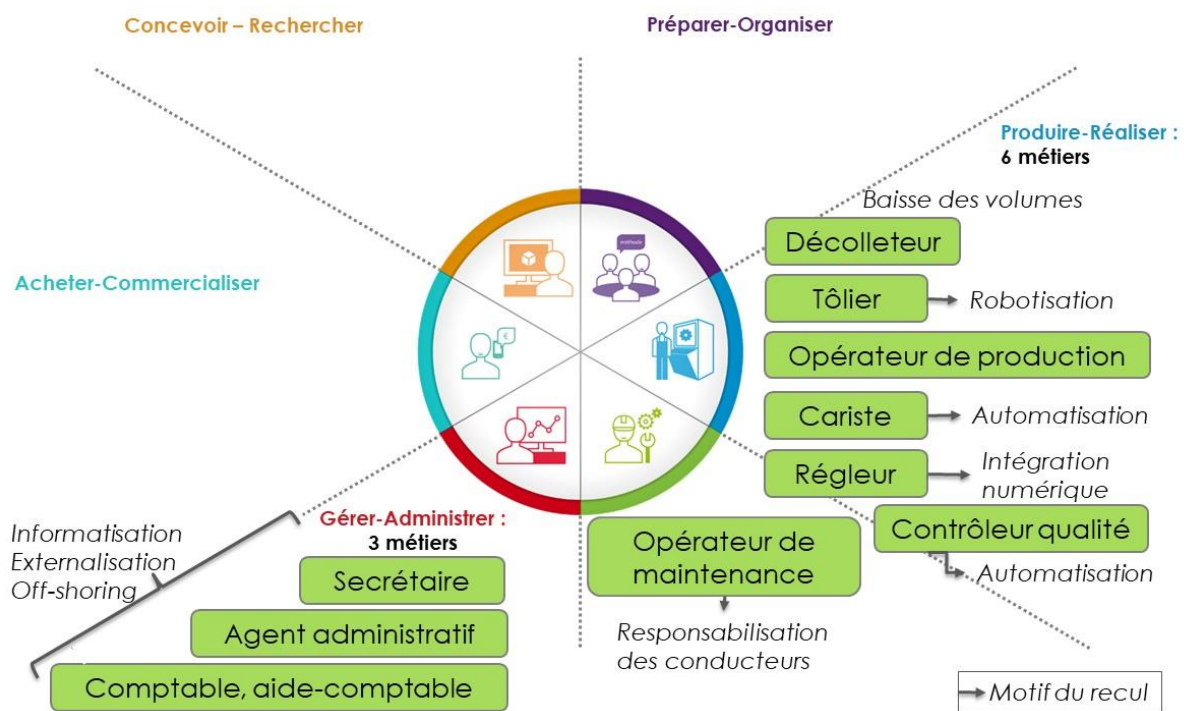 Concevoir – Rechercher
Préparer-Organiser
Produire-Réaliser :
6 métiers
Baisse des volumes
Décolleteur
Tôlier
Robotisation
Opérateur de production
Acheter-Commercialiser
€
Cariste
Automatisation
Régleur
Intégration
numérique
Contrôleur qualité
Automatisation
Opérateur de
maintenance
Responsabilisation
des conducteurs
Gérer-Administrer :
3 métiers
Secrétaire
Agent administratif
Comptable, aide-comptable
Informatisation
Externalisation
Off-shoring
Motif du recul